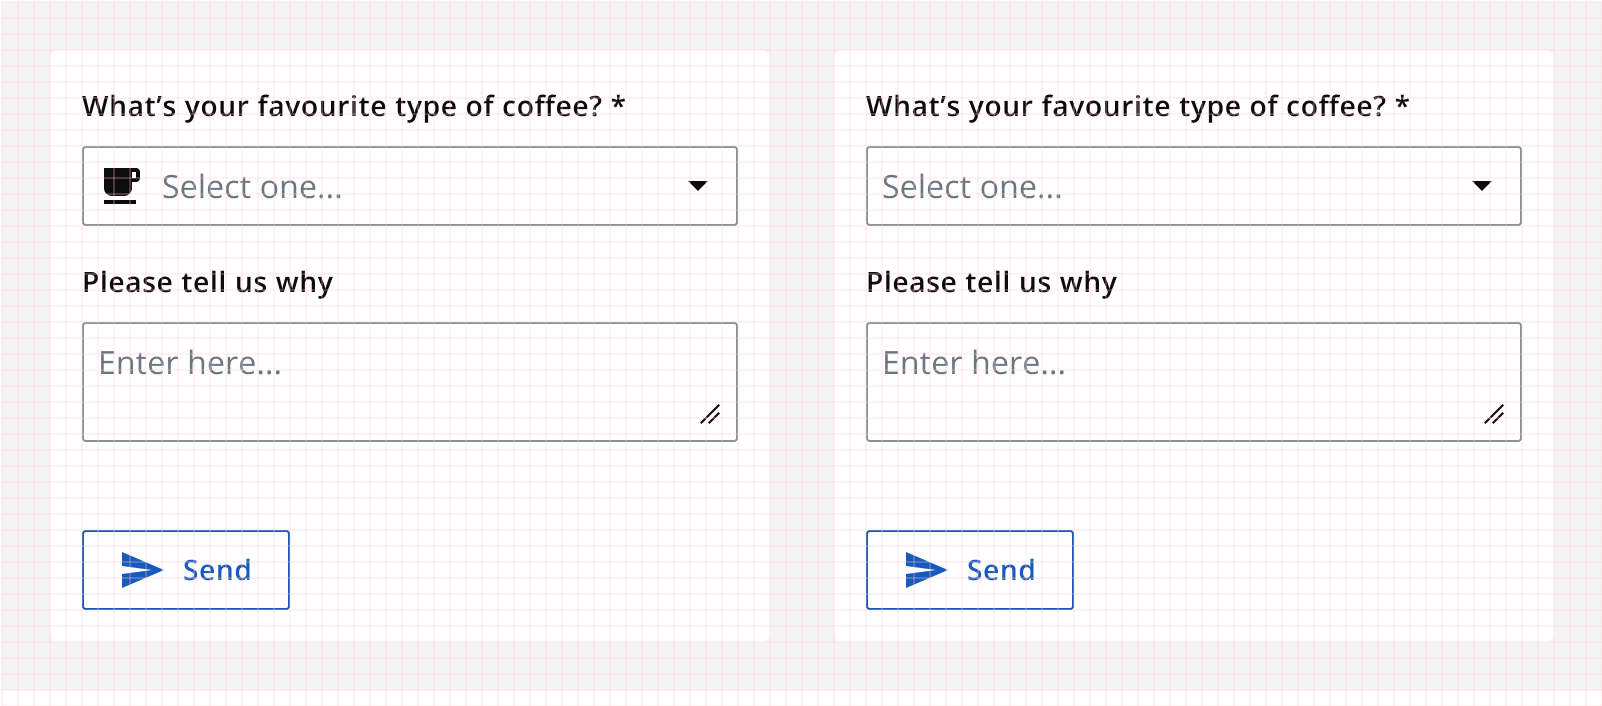 What’s your favourite type of coffee? *
Select one...
Please tell us why
Enter here...
Send
What’s your favourite type of coffee? *
Select one...
Please tell us why
Enter here...
Send